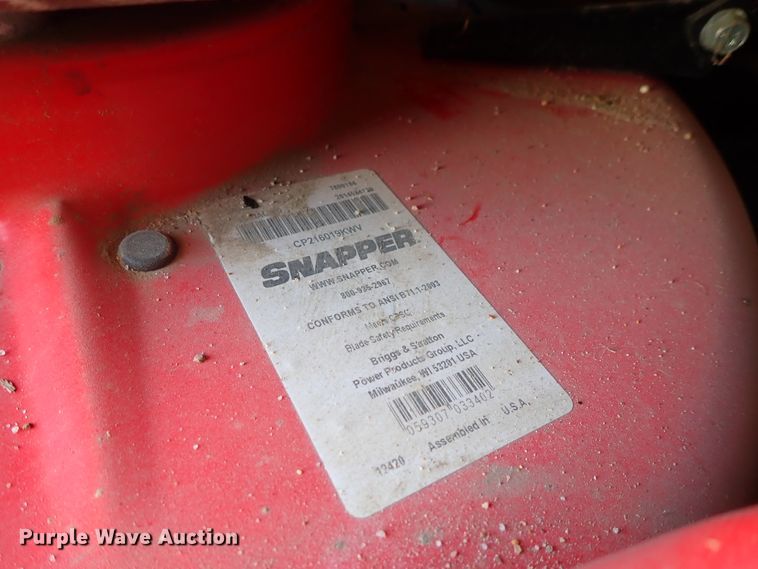 CP216019KWV
SNAPPER
WWW.SNAPPER.COM
800-935-2967
CONFORMS TO ANSI B71.1-2003
Meets CPSC
Blade Safety Requirements
Briggs & Stratton
Power Products Group, LLC
Milwaukee, WI 53201 USA
059307 033402
Assembled in U.S.A.
12420
Purple Wave Auction